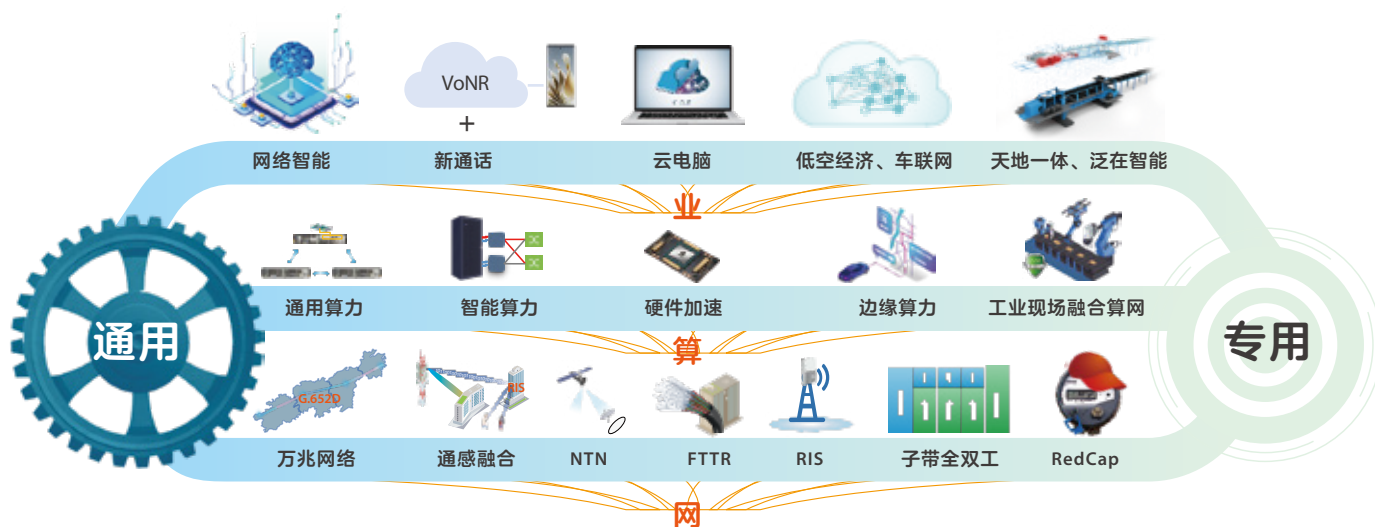 VoNR
+
网络智能
新通话
云电脑
低空经济、车联网
天地一体、泛在智能
业
通用算力
智能算力
硬件加速
边缘算力
工业现场融合算网
通用
算
专用
G.652D
RIS
万兆网络
通感融合
NTN
FTTR
RIS
子带全双工
RedCap
网